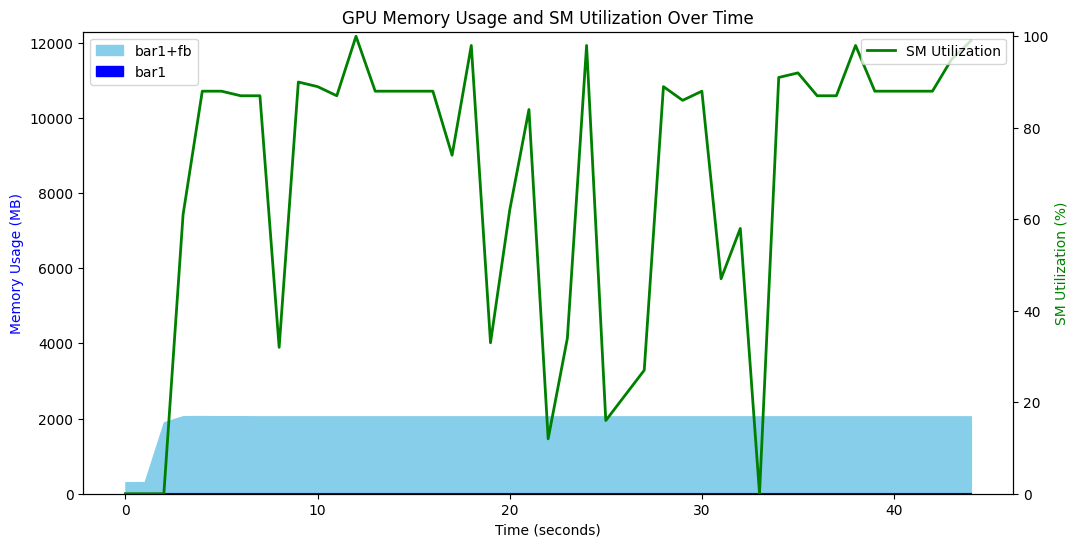 GPU Memory Usage and SM Utilization Over Time
bar1+fb
bar1
SM Utilization
Memory Usage (MB)
12000
10000
8000
6000
4000
2000
0
SM Utilization (%)
100
80
60
40
20
0
0 10 20 30 40
Time (seconds)